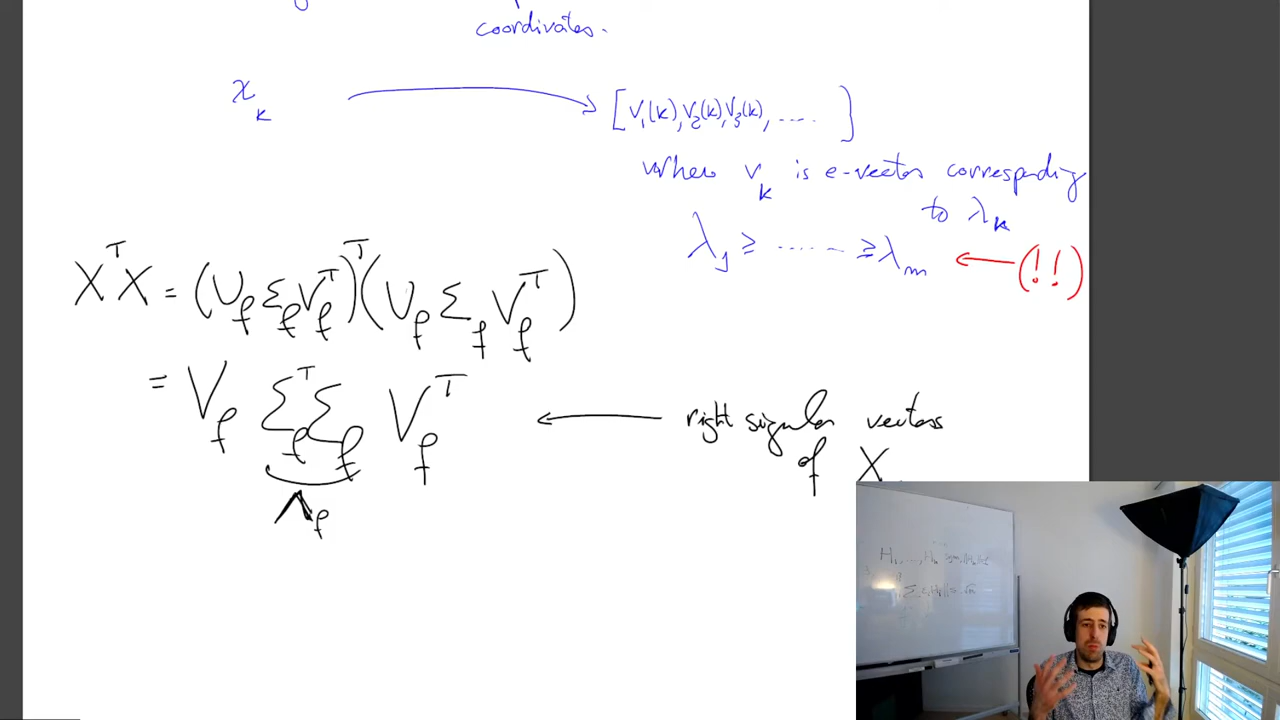 coordinates.
x_k ⟶ [v_1(k), v_2(k), v_3(k), .....]
where v_k is e-vector corresponding
to λ_k
λ_1 ≥ ...... ≥ λ_m ← (!!)
X^T X = (U_f Σ_f V_f^T)^T (U_f Σ_f V_f^T)
= V_f Σ_f^T Σ_f V_f^T ← right singular vectors
of X
Λ_f